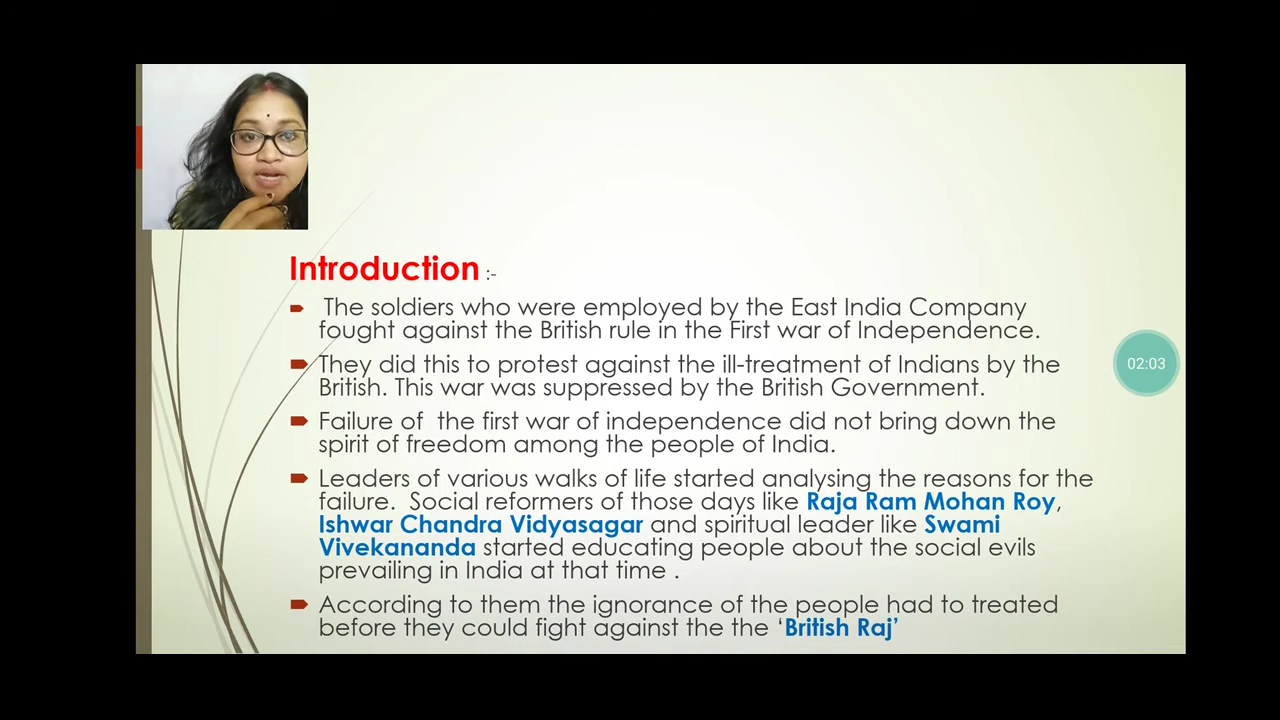 Introduction :-
The soldiers who were employed by the East India Company
fought against the British rule in the First war of Independence.
They did this to protest against the ill-treatment of Indians by the
British. This war was suppressed by the British Government.
Failure of the first war of independence did not bring down the
spirit of freedom among the people of India.
Leaders of various walks of life started analysing the reasons for the
failure. Social reformers of those days like Raja Ram Mohan Roy,
Ishwar Chandra Vidyasagar and spiritual leader like Swami
Vivekananda started educating people about the social evils
prevailing in India at that time .
According to them the ignorance of the people had to treated
before they could fight against the the ‘British Raj’
02:03